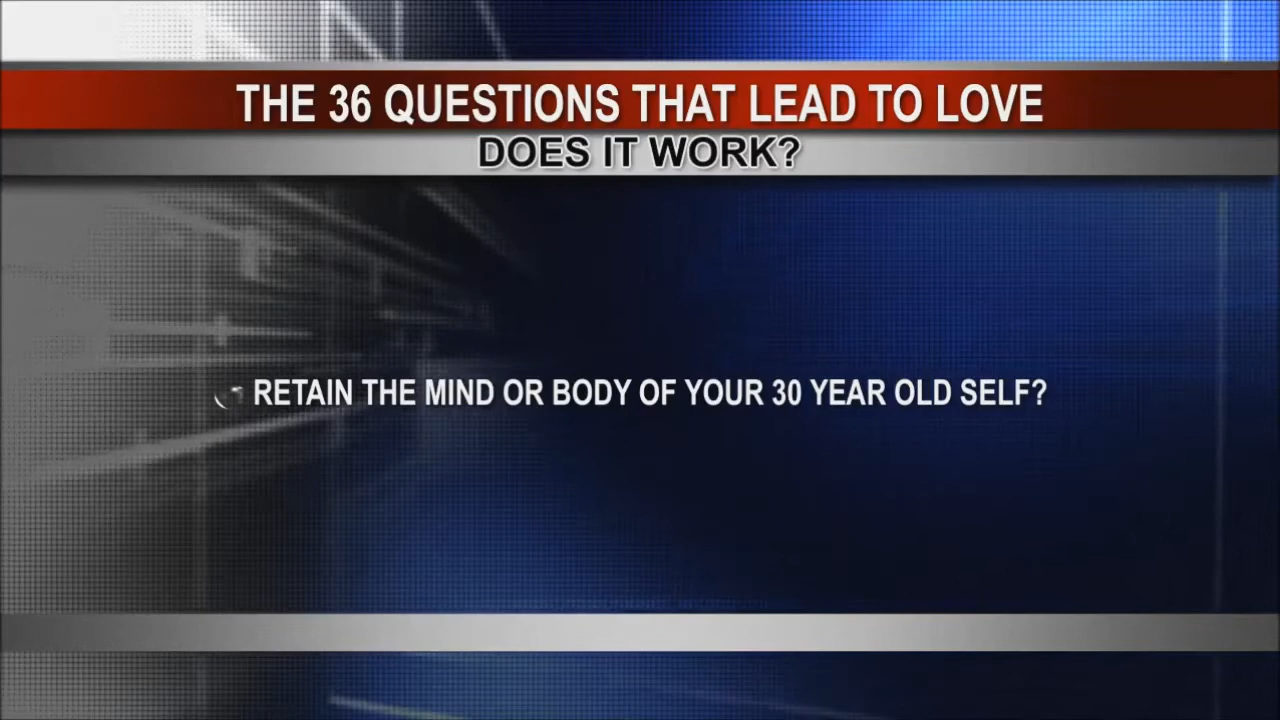 THE 36 QUESTIONS THAT LEAD TO LOVE
DOES IT WORK?
RETAIN THE MIND OR BODY OF YOUR 30 YEAR OLD SELF?